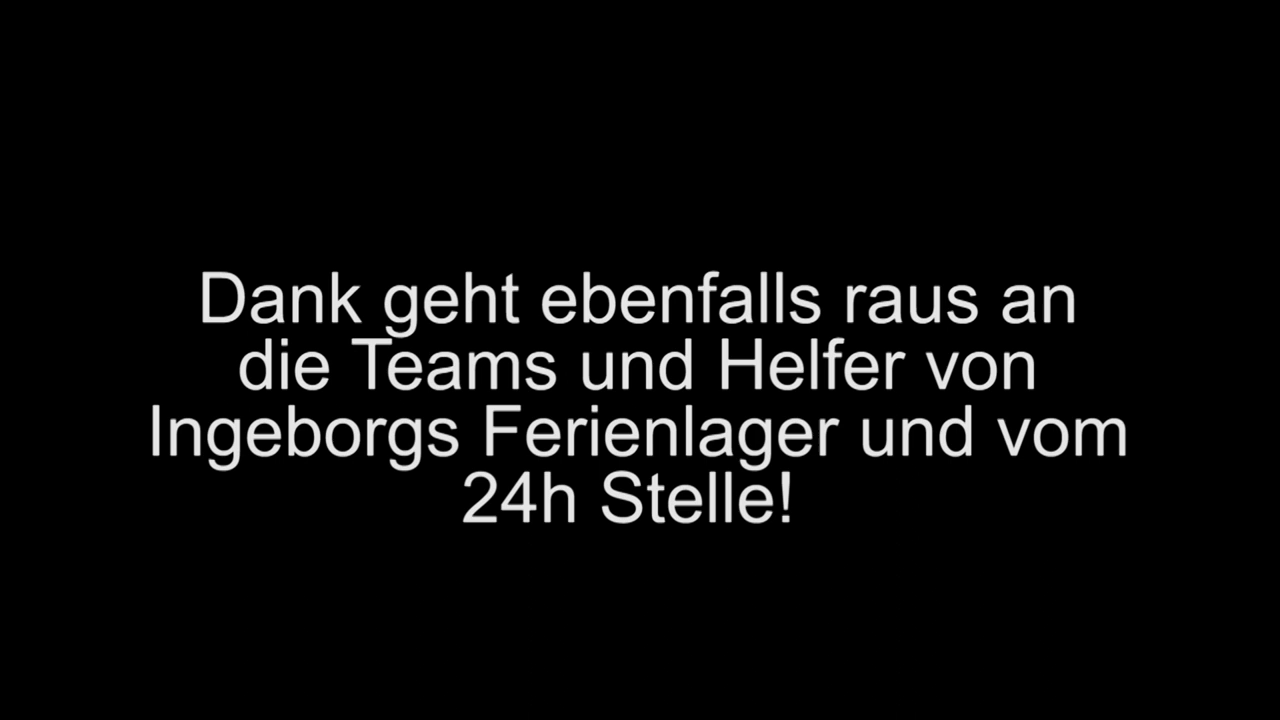 Dank geht ebenfalls raus an
die Teams und Helfer von
Ingeborgs Ferienlager und vom
24h Stelle!